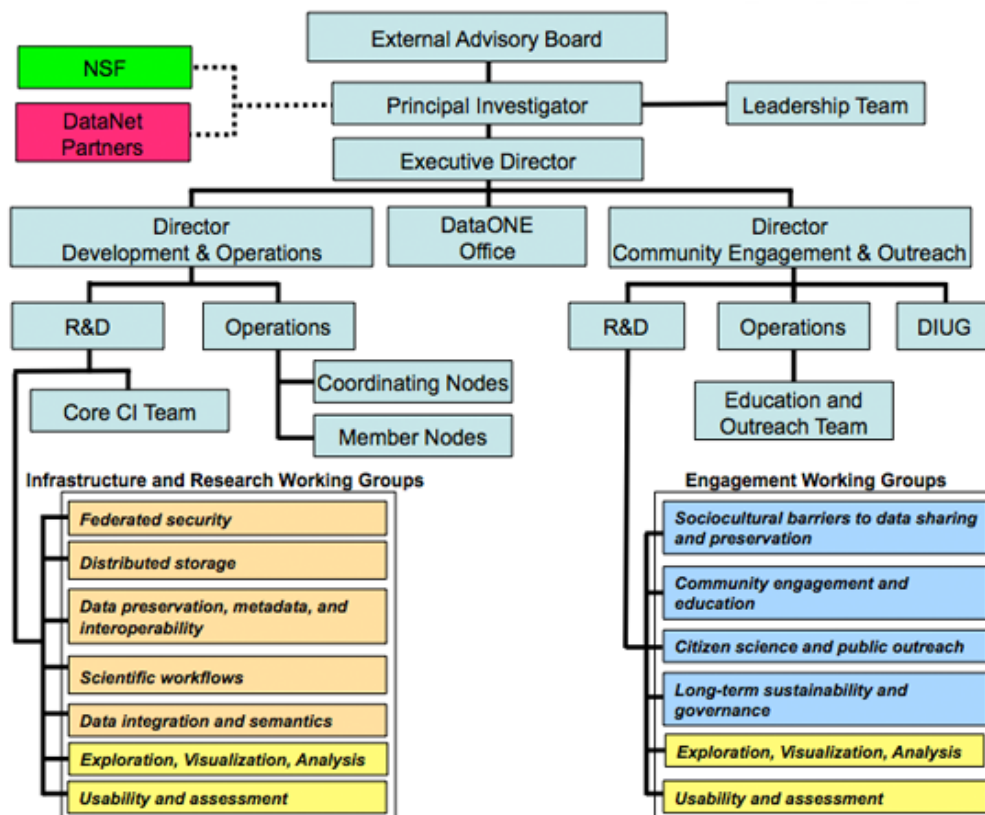 External Advisory Board
NSF
Principal Investigator
Leadership Team
DataNet
Partners
Executive Director
Director
Development & Operations
DataONE
Office
Director
Community Engagement & Outreach
R&D
Operations
R&D
Operations
DIUG
Coordinating Nodes
Core CI Team
Member Nodes
Education and
Outreach Team
Infrastructure and Research Working Groups
Federated security
Distributed storage
Data preservation, metadata, and
interoperability
Scientific workflows
Data integration and semantics
Exploration, Visualization, Analysis
Usability and assessment
Engagement Working Groups
Sociocultural barriers to data sharing
and preservation
Community engagement and
education
Citizen science and public outreach
Long-term sustainability and
governance
Exploration, Visualization, Analysis
Usability and assessment